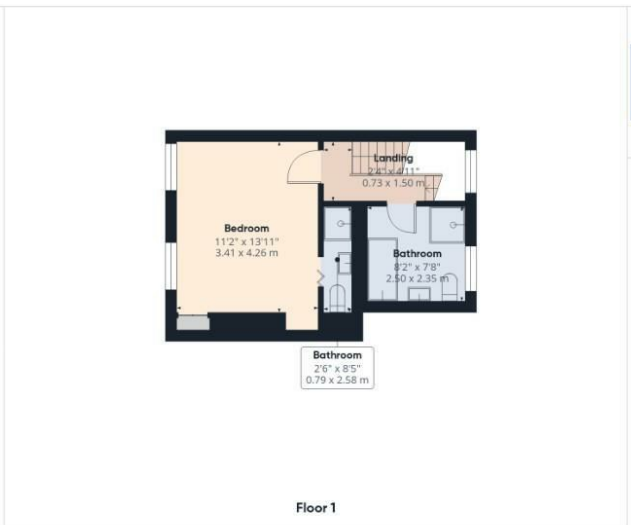 Landing
2'4" x 4'11"
0.73 x 1.50 m
Bedroom
11'2" x 13'11"
3.41 x 4.26 m
Bathroom
8'2" x 7'8"
2.50 x 2.35 m
Bathroom
2'6" x 8'5"
0.79 x 2.58 m
Floor 1